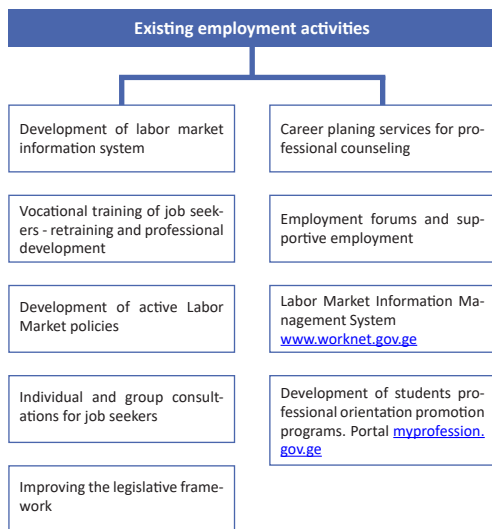 Existing employment activities
Development of labor market
information system
Vocational training of job seek-
ers - retraining and professional
development
Development of active Labor
Market policies
Individual and group consult-
ations for job seekers
Improving the legislative frame-
work
Career planing services for pro-
fessional counseling
Employment forums and sup-
portive employment
Labor Market Information Ma-
nagement System
www.worknet.gov.ge
Development of students pro-
fessional orientation promotion
programs. Portal myprofession.
gov.ge